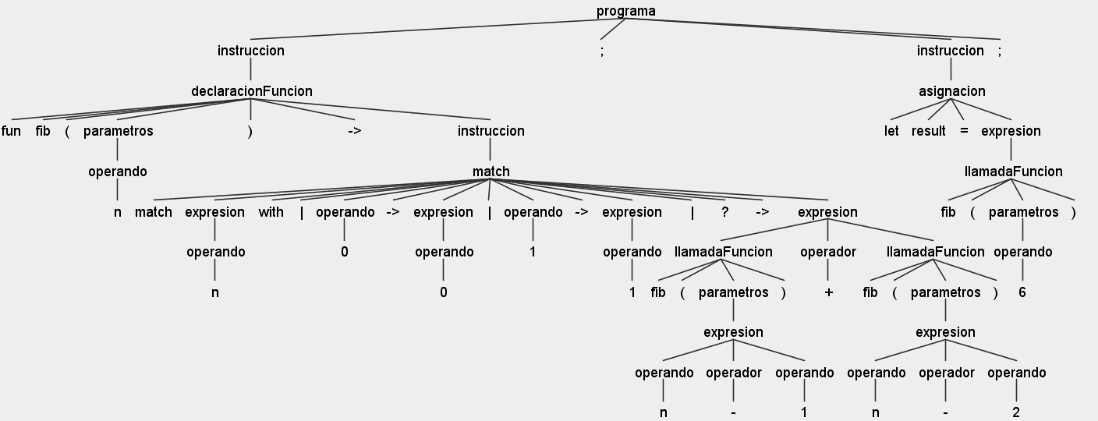 programa
instruccion ; instruccion ;
declaracionFuncion asignacion
fun fib ( parametros ) -> instruccion let result = expresion
operando match llamadaFuncion
n match expresion with | operando -> expresion | operando -> expresion | ? -> expresion fib ( parametros )
operando 0 operando 1 operando llamadaFuncion operador llamadaFuncion operando
n 0 1 fib ( parametros ) + fib ( parametros ) 6
expresion expresion
operando operador operando operando operador operando
n - 1 n - 2